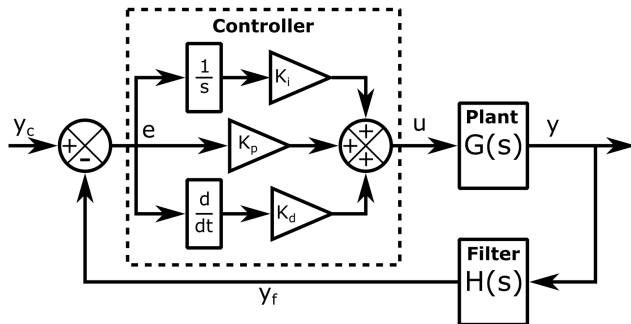 Controller
1
s
K_i
y_c
+
-
e
K_p
+
+
+
u
Plant
G(s)
y
d
dt
K_d
Filter
H(s)
y_f